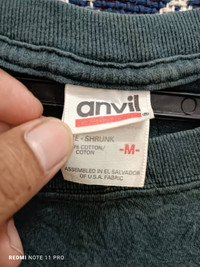 anvil
E-SHRUNK
% COTTON/
COTON
-M-
ASSEMBLED IN EL SALVADOR
OF U.S.A. FABRIC
REDMI NOTE 11 PRO